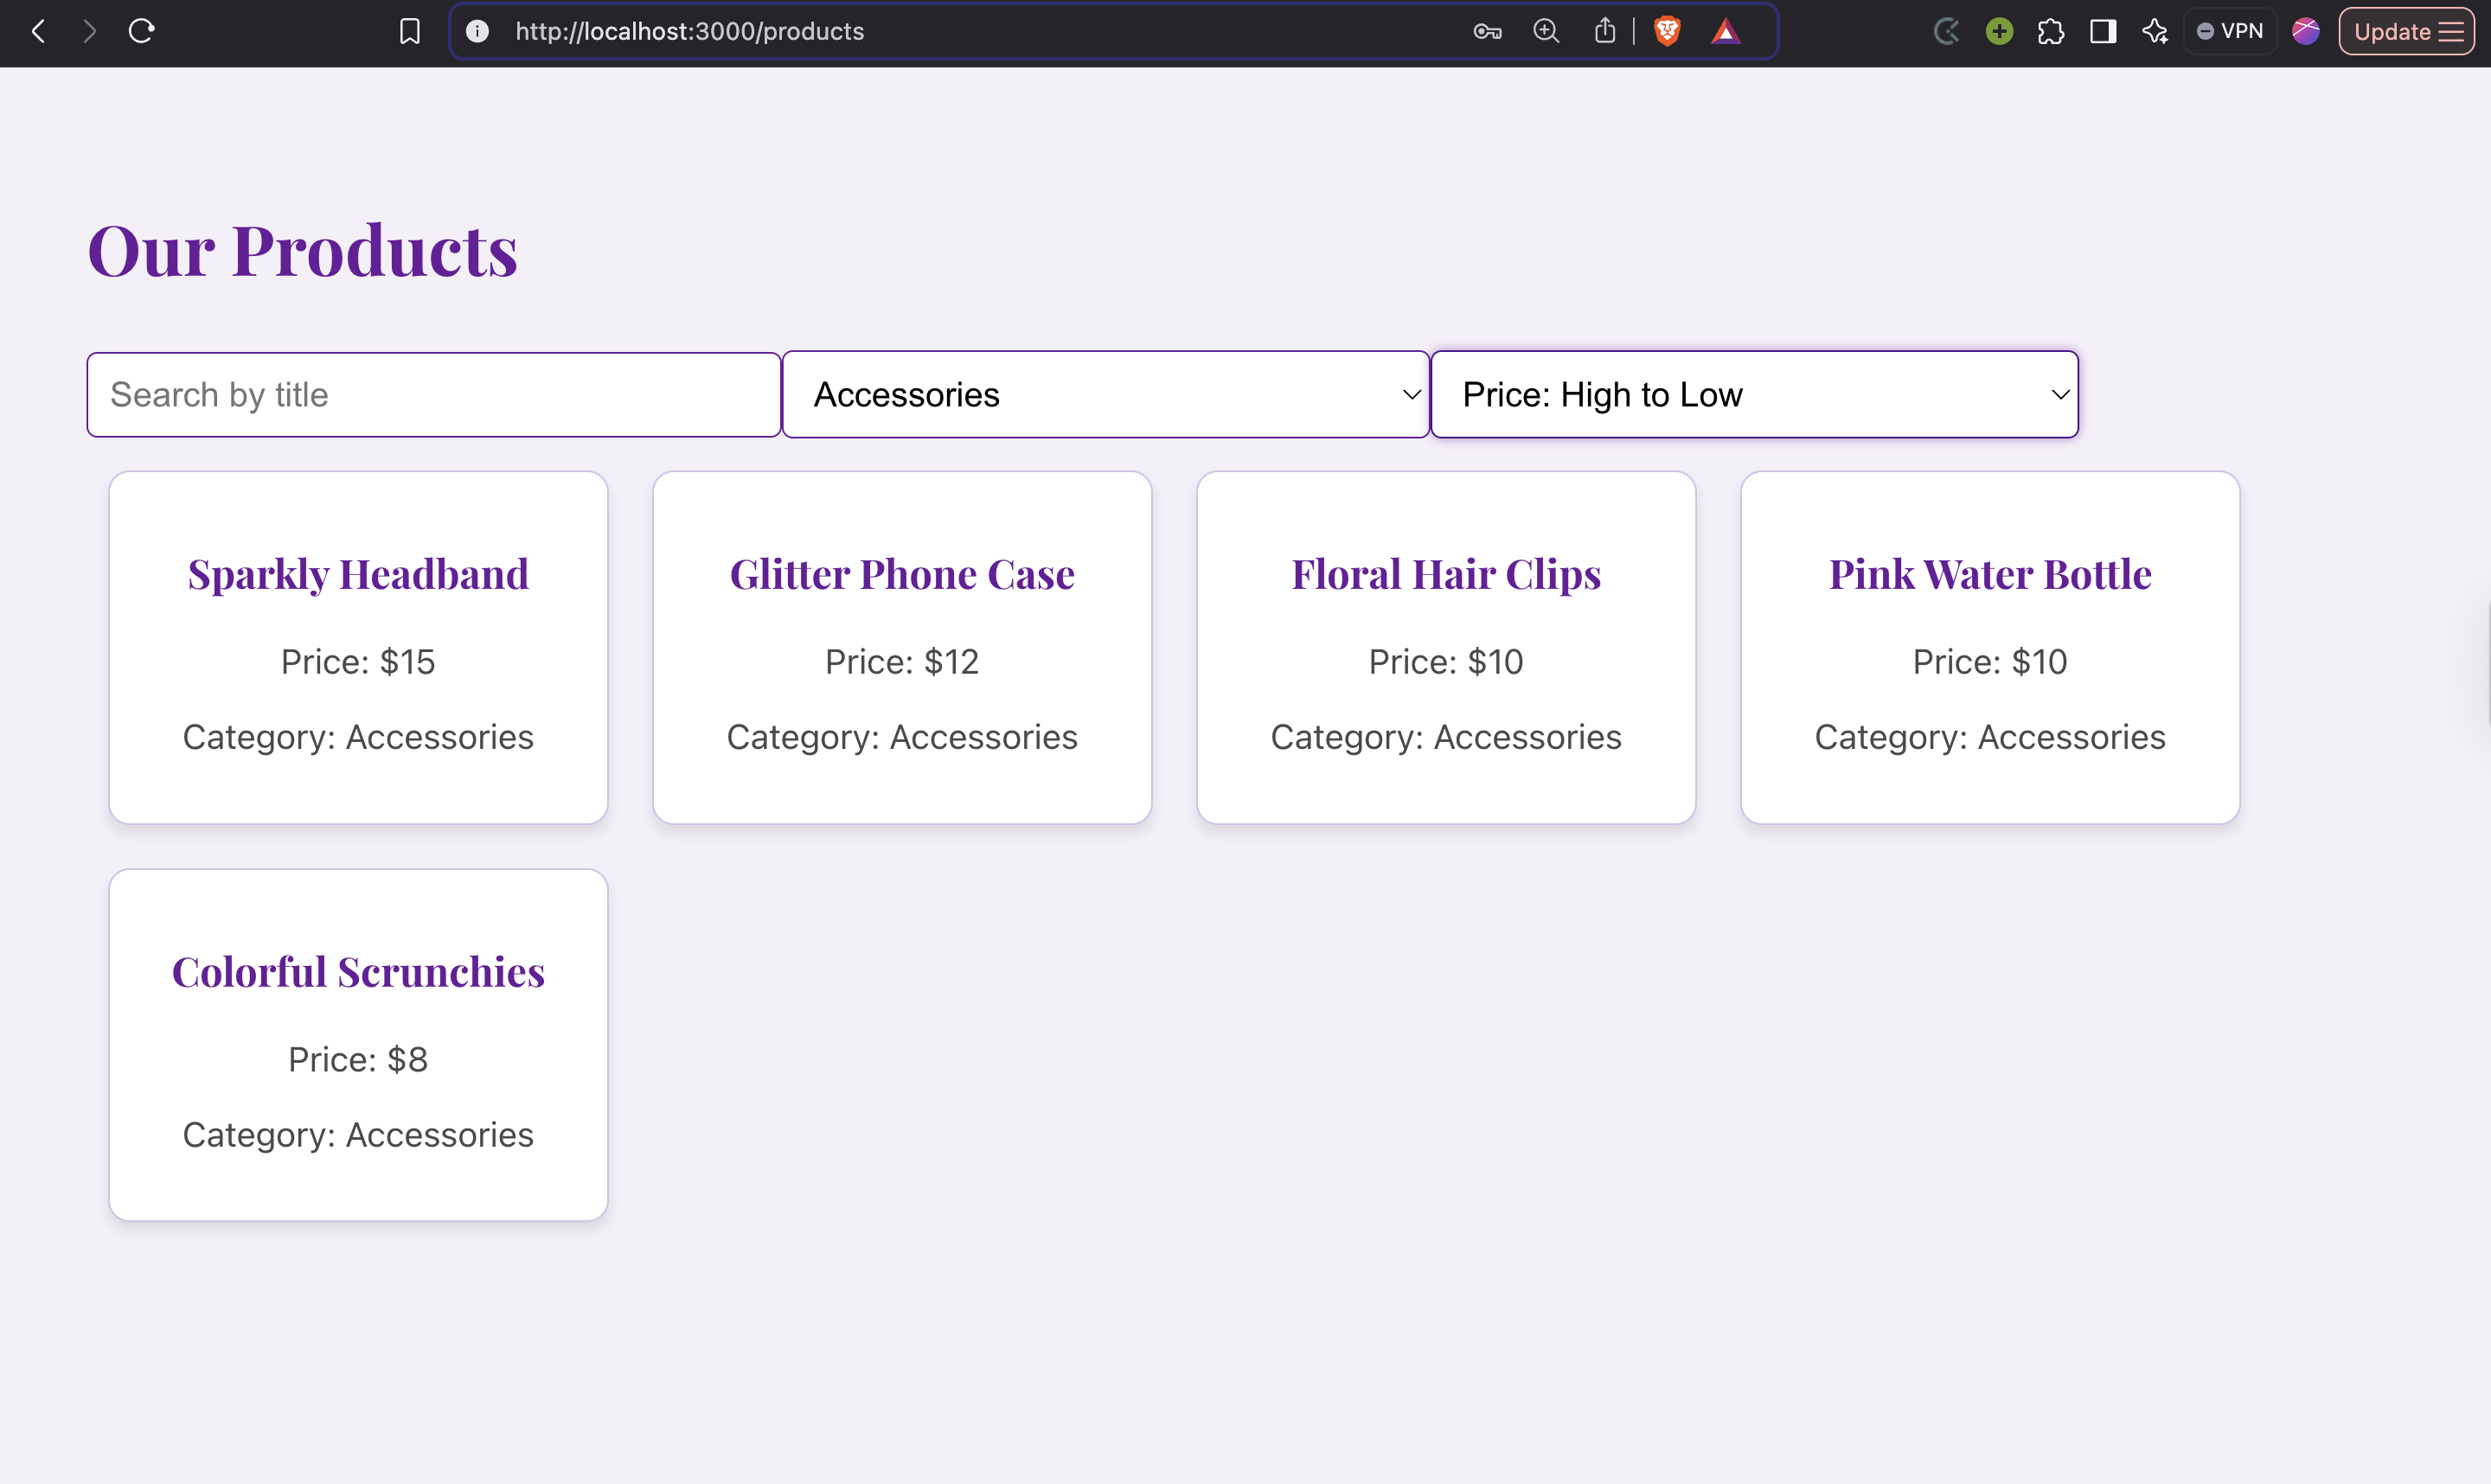 http://localhost:3000/products
VPN
Update
Our Products
Search by title
Accessories
Price: High to Low
Sparkly Headband
Price: $15
Category: Accessories
Glitter Phone Case
Price: $12
Category: Accessories
Floral Hair Clips
Price: $10
Category: Accessories
Pink Water Bottle
Price: $10
Category: Accessories
Colorful Scrunchies
Price: $8
Category: Accessories